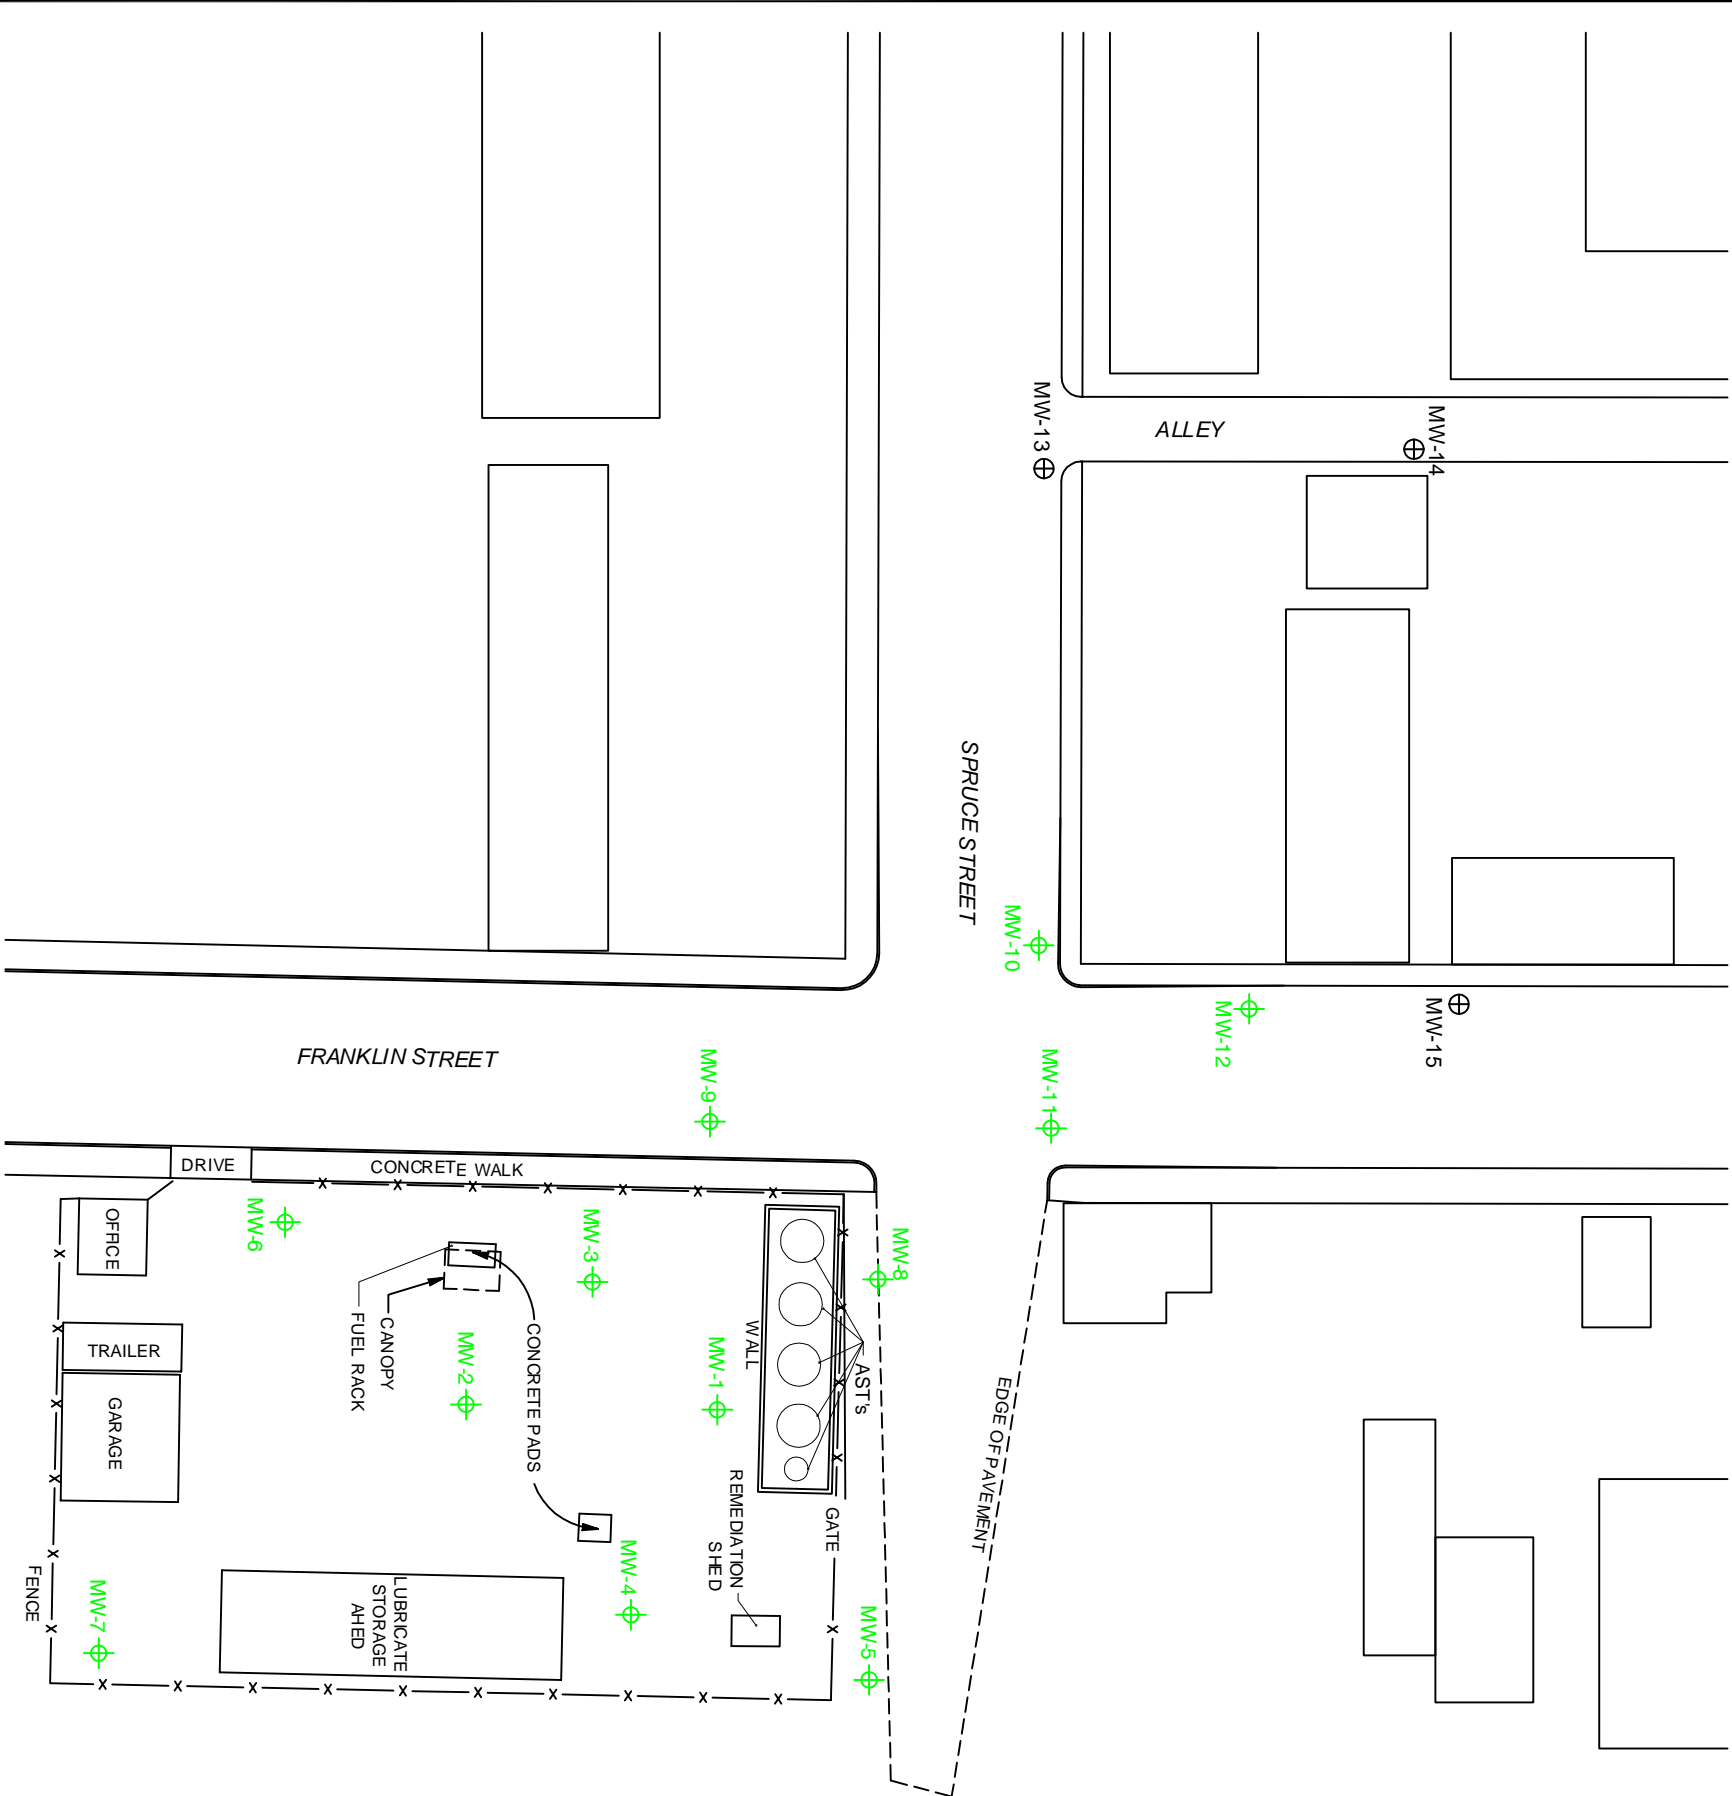 MW-13
ALLEY
MW-14
SPRUCE STREET
MW-10
MW-12
MW-15
FRANKLIN STREET
MW-9
MW-11
DRIVE
CONCRETE WALK
OFFICE
MW-6
MW-3
MW-8
FUEL RACK
CANOPY
CONCRETE PADS
WALL
AST's
TRAILER
MW-2
MW-1
GARAGE
EDGE OF PAVEMENT
REMEDIATION
SHED
GATE
FENCE
MW-7
LUBRICATE
STORAGE
AHED
MW-4
MW-5